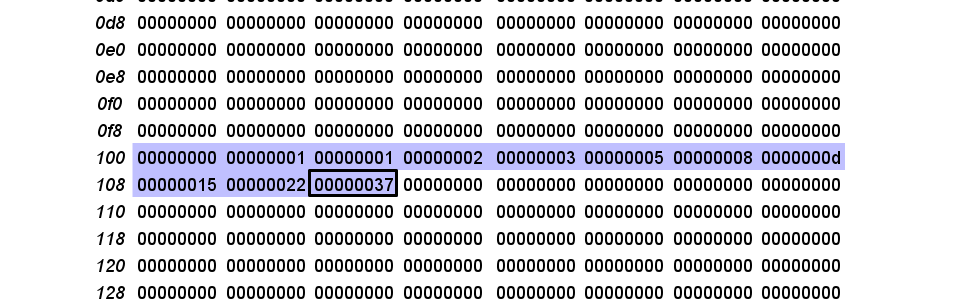 0d8 00000000 00000000 00000000 00000000 00000000 00000000 00000000 00000000
0e0 00000000 00000000 00000000 00000000 00000000 00000000 00000000 00000000
0e8 00000000 00000000 00000000 00000000 00000000 00000000 00000000 00000000
0f0 00000000 00000000 00000000 00000000 00000000 00000000 00000000 00000000
0f8 00000000 00000000 00000000 00000000 00000000 00000000 00000000 00000000
100 00000000 00000001 00000001 00000002 00000003 00000005 00000008 0000000d
108 00000015 00000022 00000037 00000000 00000000 00000000 00000000 00000000
110 00000000 00000000 00000000 00000000 00000000 00000000 00000000 00000000
118 00000000 00000000 00000000 00000000 00000000 00000000 00000000 00000000
120 00000000 00000000 00000000 00000000 00000000 00000000 00000000 00000000
128 00000000 00000000 00000000 00000000 00000000 00000000 00000000 00000000